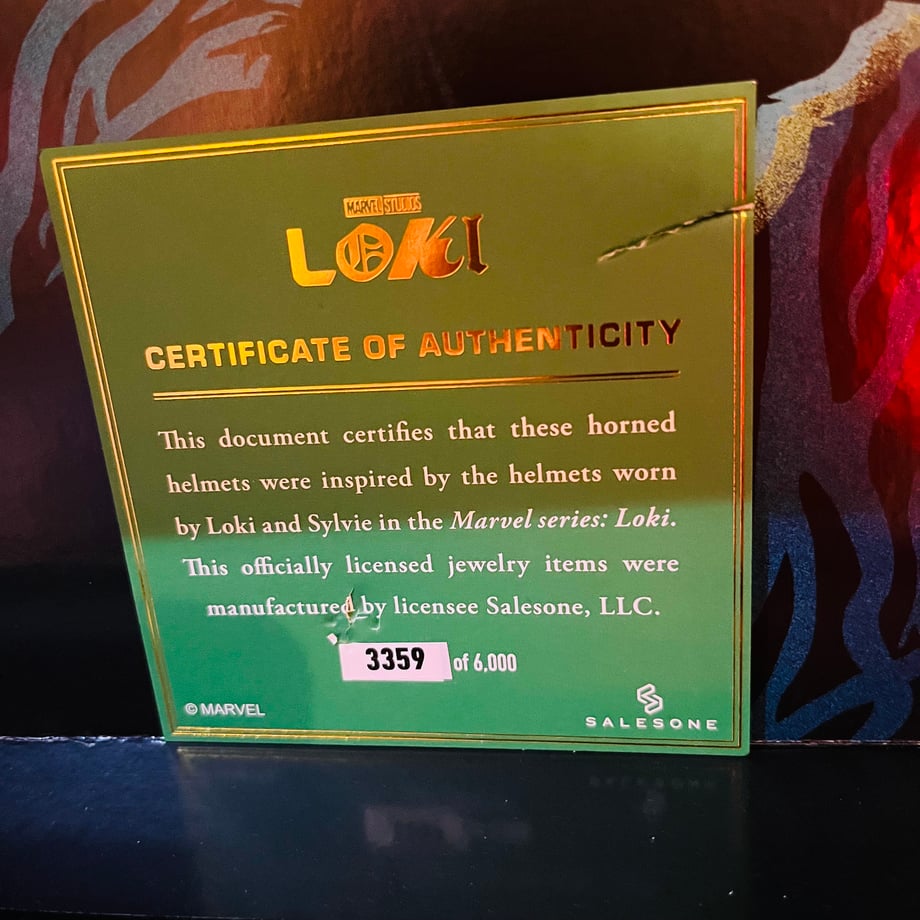 MARVEL STUDIOS
LOKI
CERTIFICATE OF AUTHENTICITY
This document certifies that these horned
helmets were inspired by the helmets worn
by Loki and Sylvie in the Marvel series: Loki.
This officially licensed jewelry items were
manufactured by licensee Salesone, LLC.
3359 of 6,000
© MARVEL
SALESONE